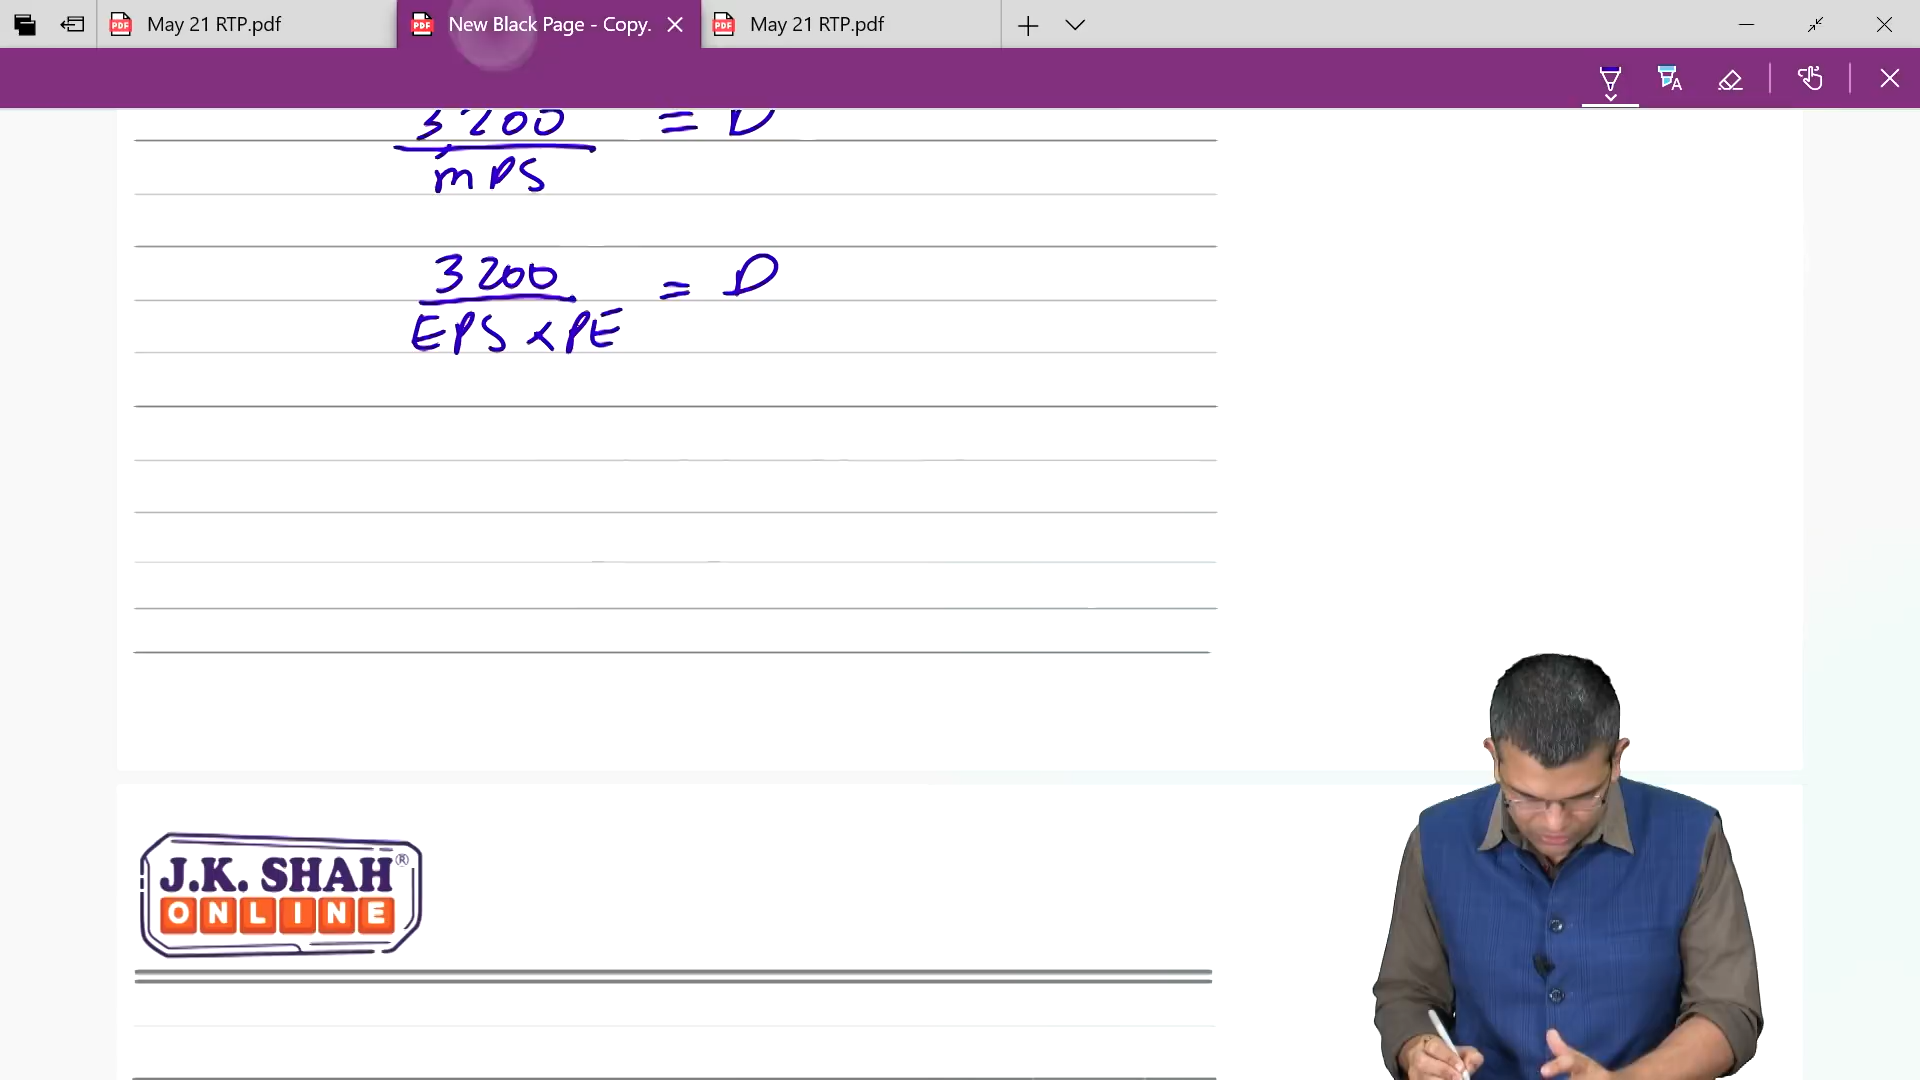 May 21 RTP.pdf
New Black Page - Copy.
May 21 RTP.pdf
3200 = D
mPS
3200 = D
EPS x PE
J.K. SHAH®
ONLINE